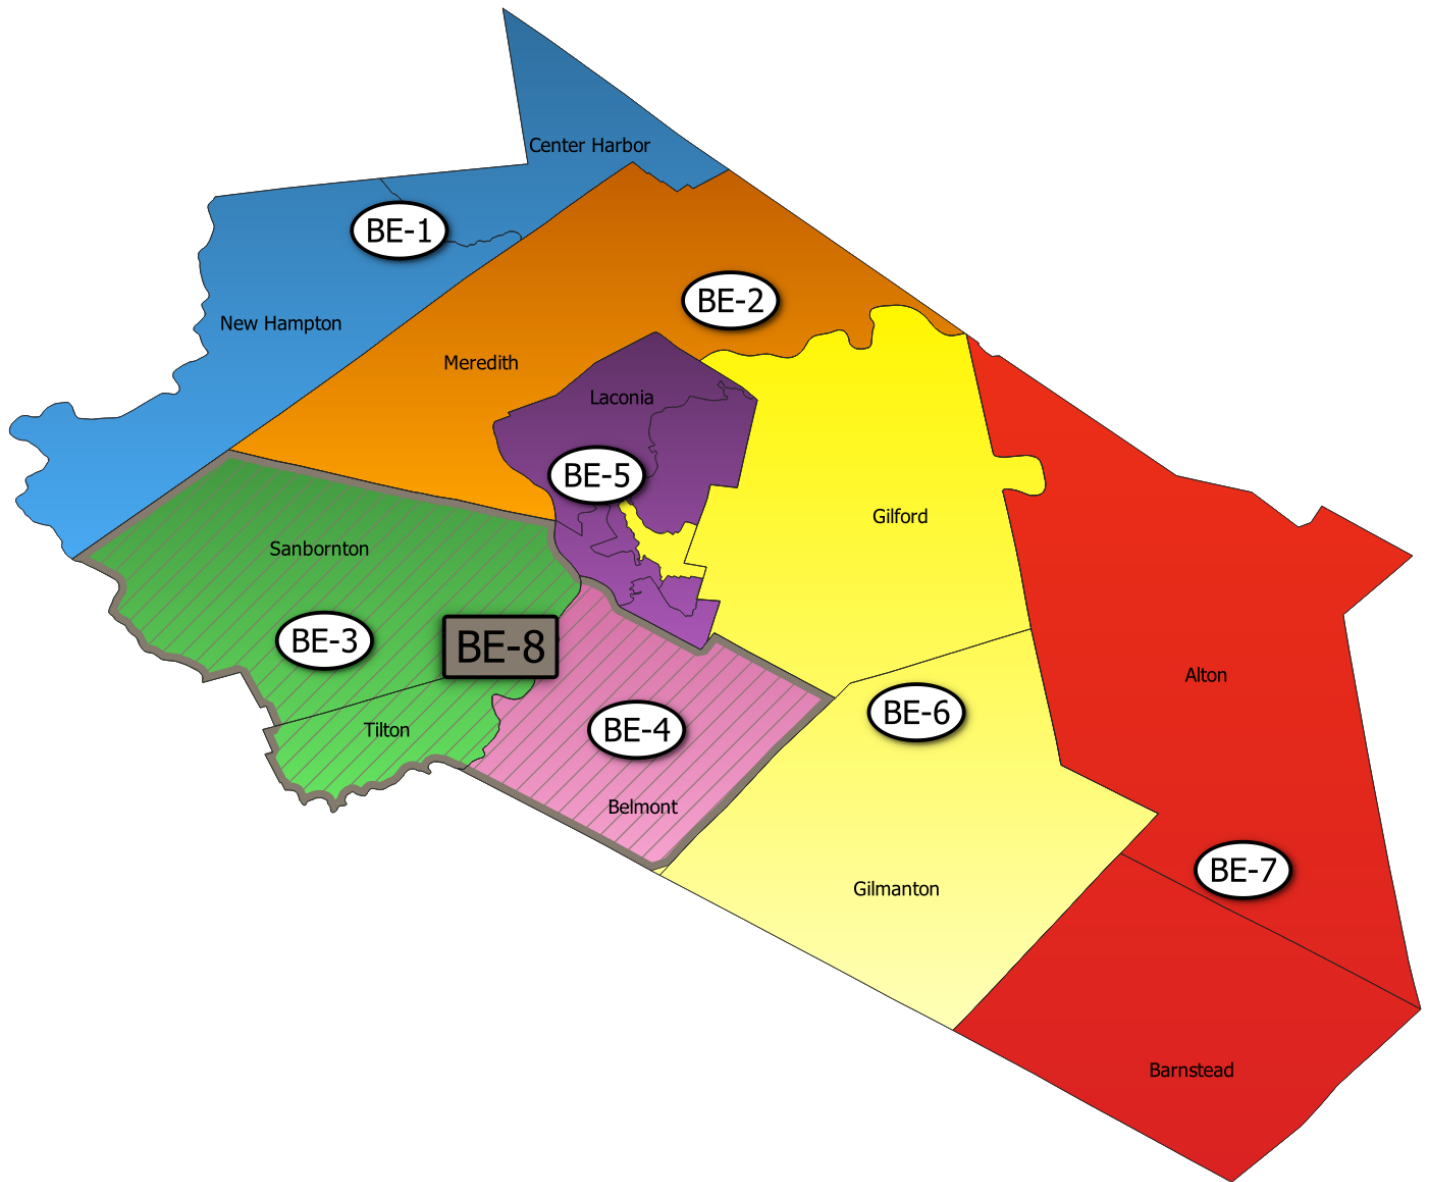 Center Harbor
BE-1
BE-2
New Hampton
Meredith
Laconia
BE-5
Gilford
Sanbornton
BE-3
BE-8
Alton
BE-6
Tilton
BE-4
Belmont
BE-7
Gilmanton
Barnstead